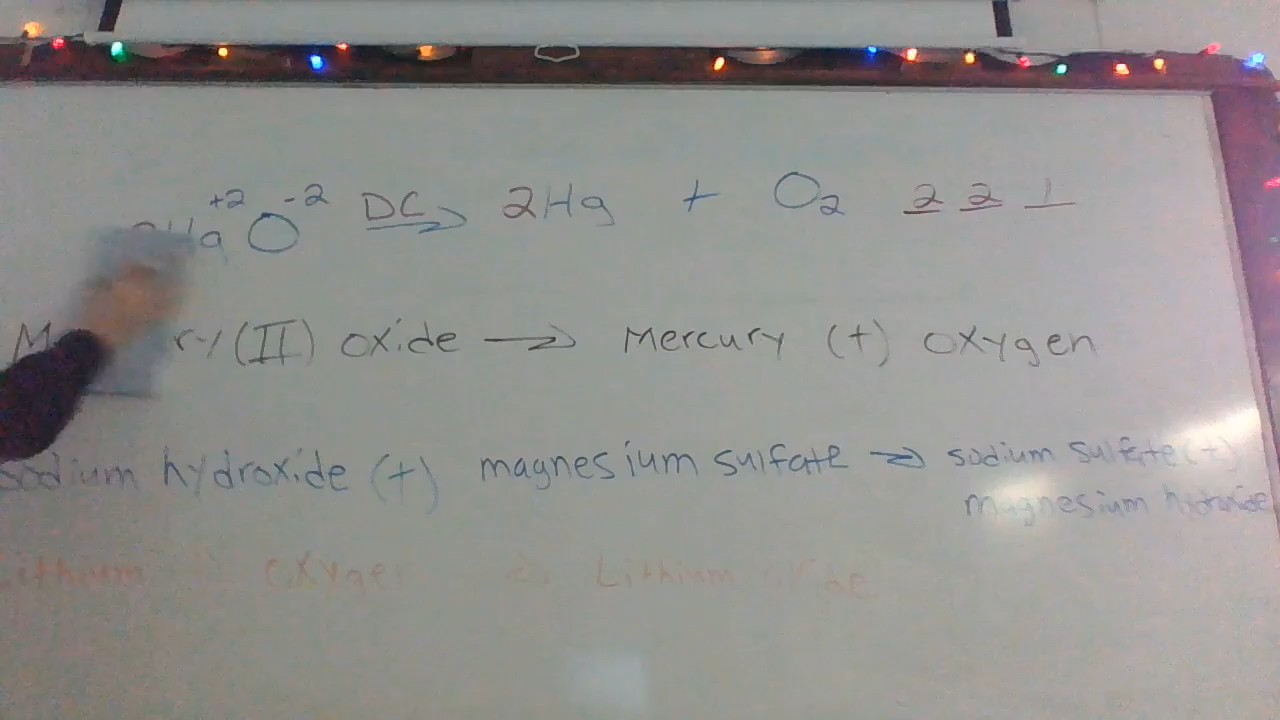 +2 -2
O DC → 2Hg + O₂ 2 2 1
(II) oxide → Mercury (+) oxygen
sodium hydroxide (+) magnesium sulfate → sodium sulfate (+)
magnesium hydroxide
Lithium oxygen → Lithium